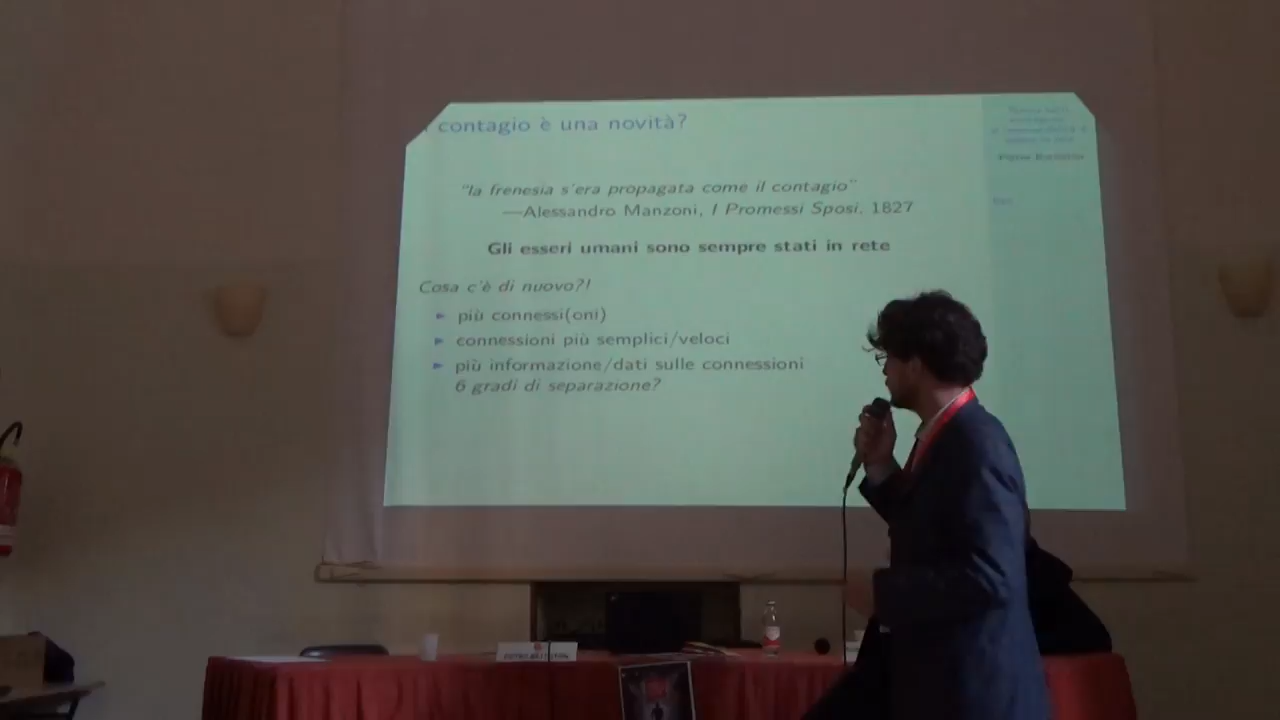 contagio è una novità?
"la frenesia s'era propagata come il contagio"
—Alessandro Manzoni, I Promessi Sposi, 1827
Gli esseri umani sono sempre stati in rete
Cosa c'è di nuovo?!
più connessi(oni)
connessioni più semplici/veloci
più informazione/dati sulle connessioni
6 gradi di separazione?